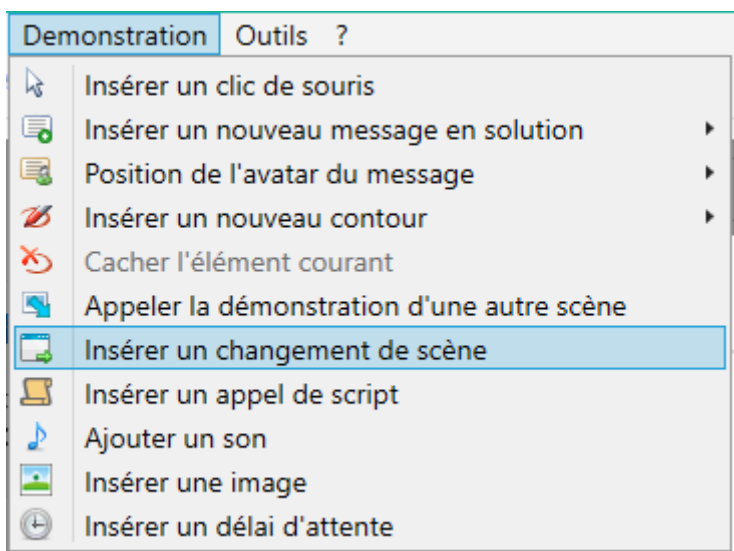 Demonstration Outils ?
Insérer un clic de souris
Insérer un nouveau message en solution
Position de l'avatar du message
Insérer un nouveau contour
Cacher l'élément courant
Appeler la démonstration d'une autre scène
Insérer un changement de scène
Insérer un appel de script
Ajouter un son
Insérer une image
Insérer un délai d'attente